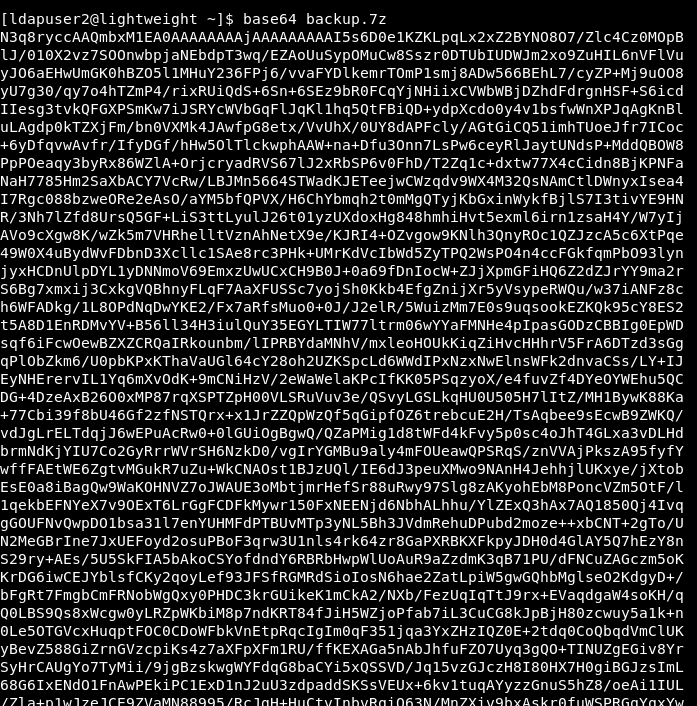 [ldapuser2@lightweight ~]$ base64 backup.7z
N3q8ryccAAQmbxM1EA0AAAAAAAAjAAAAAAAAAI5s6D0e1KZKLpqLx2xZ2BYNO8O7/Zlc4Cz0MOpB
lJ/010X2vz7SOOnwbpjaNEbdpT3wq/EZAoUuSypOMuCw8Sszr0DTUbIUDWJm2xo9ZuHIL6nVFlVu
yJO6aEHwUmGK0hBZO5l1MHuY236FPj6/vvaFYDlkemrTOmP1smj8ADw566BEhL7/cyZP+Mj9uOO8
yU7g30/qy7o4hTZmP4/rixRUiQdS+6Sn+6SEz9bR0FCqYjNHiixCVWbWBjDZhdFdrgnHSF+S6icd
IIesg3tvkQFGXPSmKw7iJSRYcWVbGqFlJqKl1hq5QtFBiQD+ydpXcdo0y4v1bsfwWnXPJqAgKnBl
uLAgdp0kTZXjFm/bn0VXMk4JAwfpG8etx/VvUhX/0UY8dAPFcly/AGtGiCQ51imhTUoeJfr7ICoc
+6yDfqvwAvfr/IfyDGf/hHw5OlTlckwphAAW+na+Dfu3Onn7LsPw6ceyRlJaytUNdsP+MddQBOW8
PpPOeaqy3byRx86WZlA+OrjcryadRVS67lJ2xRbSP6v0FhD/T2Zq1c+dxtw77X4cCidn8BjKPNFa
NaH7785Hm2SaXbACY7VcRw/LBJMn5664STWadKJETeejwCWzqdv9WX4M32QsNAmCtlDWnyxIsea4
I7Rgc088bzweORe2eAsO/aYM5bfQPVX/H6ChYbmqh2t0mMgQTyjKbGxinWykfBjlS7I3tivYE9HN
R/3Nh7lZfd8UrsQ5GF+LiS3ttLyulJ26t01yzUXdoxHg848hmhiHvt5exml6irn1zsaH4Y/W7yIj
AVo9cXgw8K/wZk5m7VHRhelltVznAhNetX9e/KJRI4+OZvgow9KNlh3QnyROc1QZJzcA5c6XtPqe
49W0X4uBydWvFDbnD3Xcllc1SAe8rc3PHk+UMrKdVcIbWd5ZyTPQ2WsPO4n4ccFGkfqmPbO93lyn
jyxHCDnUlpDYL1yDNNmoV69EmxzUwUCxCH9B0J+0a69fDnIocW+ZJjXpmGFiHQ6Z2dZJrYY9ma2r
S6Bg7xmxij3CxkgVQBhnyFLqF7AaXFUSSc7yojSh0Kkb4EfgZnijXr5yVsypeRWQu/w37iANFz8c
h6WFADkg/1L8OPdNqDwYKE2/Fx7aRfsMuo0+0J/J2elR/5WuizMm7E0s9uqsookEZKQk95cY8ES2
t5A8D1EnRDMvYV+B56ll34H3iulQuY35EGYLTIW77ltrm06wYYaFMNHe4pIpasGODzCBBIg0EpWD
sqf6iFcwOewBZXZCRQaIRkounbm/lIPRBYdaMNhV/mxleoHOUkKiqZiHvcHHhrV5FrA6DTzd3sGg
qPlObZkm6/U0pbKPxKThaVaUGl64cY28oh2UZKSpcLd6WWdIPxNzxNwElnsWFk2dnvaCSs/LY+IJ
EyNHErervIL1Yq6mXvOdK+9mCNiHzV/2eWaWelaKPcIfKK05PSqzyoX/e4fuvZf4DYeOYWEhu5QC
DG+4DzeAxB26O0xMP87rqXSPTZpH00VLSRuVuv3e/QSvyLGSLkqHU0U505H7lItZ/MH1BywK88Ka
+77Cbi39f8bU46Gf2zfNSTQrx+x1JrZZQpWzQf5qGipfOZ6trebcuE2H/TsAqbee9sEcwB9ZWKQ/
vdJgLrELTdqjJ6wEPuAcRw0+0lGUiOgBgwQ/QZaPMig1d8tWFd4kFvy5p0sc4oJhT4GLxa3vDLHd
brmNdKjYIU7Co2GyRrrWVrSH6NzkD0/vgIrYGMBu9aly4mFOUeawQPSRqS/znVVAjPkszA95fyfY
wffFAEtWE6ZgtvMGukR7uZu+WkCNAOst1BJzUQl/IE6dJ3peuXMwo9NAnH4JehhjlUKxye/jXtob
EsE0a8iBagQw9WaKOHNVZ7oJWAUE3oMbtjmrHefSr88uRwy97Slg8zAKyohEbM8PoncVZm5OtF/l
1qekbEFNYeX7v9OExT6LrGgFCDFkMywr150FxNEENjd6NbhALhhu/YlZExQ3hAx7AQ1850Qj4Ivq
gGOUFNvQwpDO1bsa31l7enYUHMFdPTBUvMTp3yNL5Bh3JVdmRehuDPubd2moze++xbCNT+2gTo/U
N2MeGBrIne7JxUEFoyd2osuPBoF3qrw3U1nls4rk64zr8GaPXRBKXFkpyJDH0d4GlAY5Q7hEzY8n
S29ry+AEs/5U5SkFIA5bAkoCSYofdndY6RBRbHwpWlUoAuR9aZzdmK3qB71PU/dFNCuZAGczm5oK
KrDG6iwCEJYblsfCKy2qoyLef93JFSfRGMRdSioIosN6hae2ZatLpiW5gwGQhbMglseO2KdgyD+/
bFgRt7FmgbCmFRNobWgQxy0PHDC3krGUikeK1mCkA2/NXb/FezUqIqTtJ9rx+EVaqdgaW4soKH/q
Q0LBS9Qs8xWcgw0yLRZpWKbiM8p7ndKRT84fJiH5WZjoPfab7iL3CuCG8kJpBjH80zcwuy5a1k+n
0Le5OTGVcxHuqptFOC0CDoWFbkVnEtpRqcIgIm0qF351jqa3YxZHzIQZ0E+2tdq0CoQbqdVmClUK
yBevZ588GiZrnGVzcpiKs4z7aXFpXFm1RU/ffKEXAGa5nAbJhfuFZO7Uyq3gQO+TINUZgEGiv8Yr
SyHrCAUgYo7TyMii/9jgBzskwgWYFdqG8baCYi5xQSSVD/Jq15vzGJczH8I80HX7H0giBGJzsImL
68G6IxENdO1FnAwPEkiPC1ExD1nJ2uU3zdpaddSKSsVEUx+6kv1tuqAYyzzGnuS5hZ8/oeAi1IUL